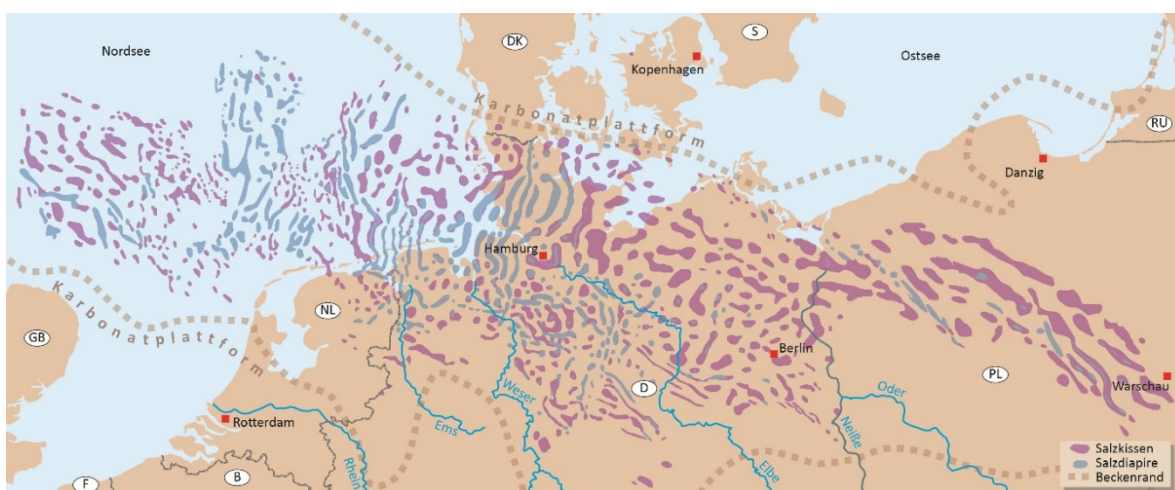 Nordsee
DK
S
Kopenhagen
Ostsee
Karbonatplattform
RU
Danzig
Hamburg
Karbonatplattform
NL
GB
Berlin
Warschau
PL
D
Oder
Weser
Rotterdam
Ems
Neiße
Elbe
Rhein
B
F
Salzkissen
Salzdiapire
Beckenrand